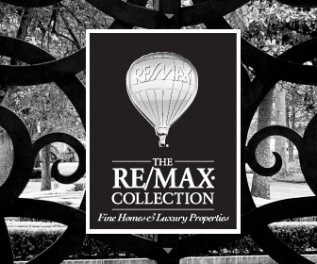 RE/MAX
THE
RE/MAX
COLLECTION
Fine Homes & Luxury Properties